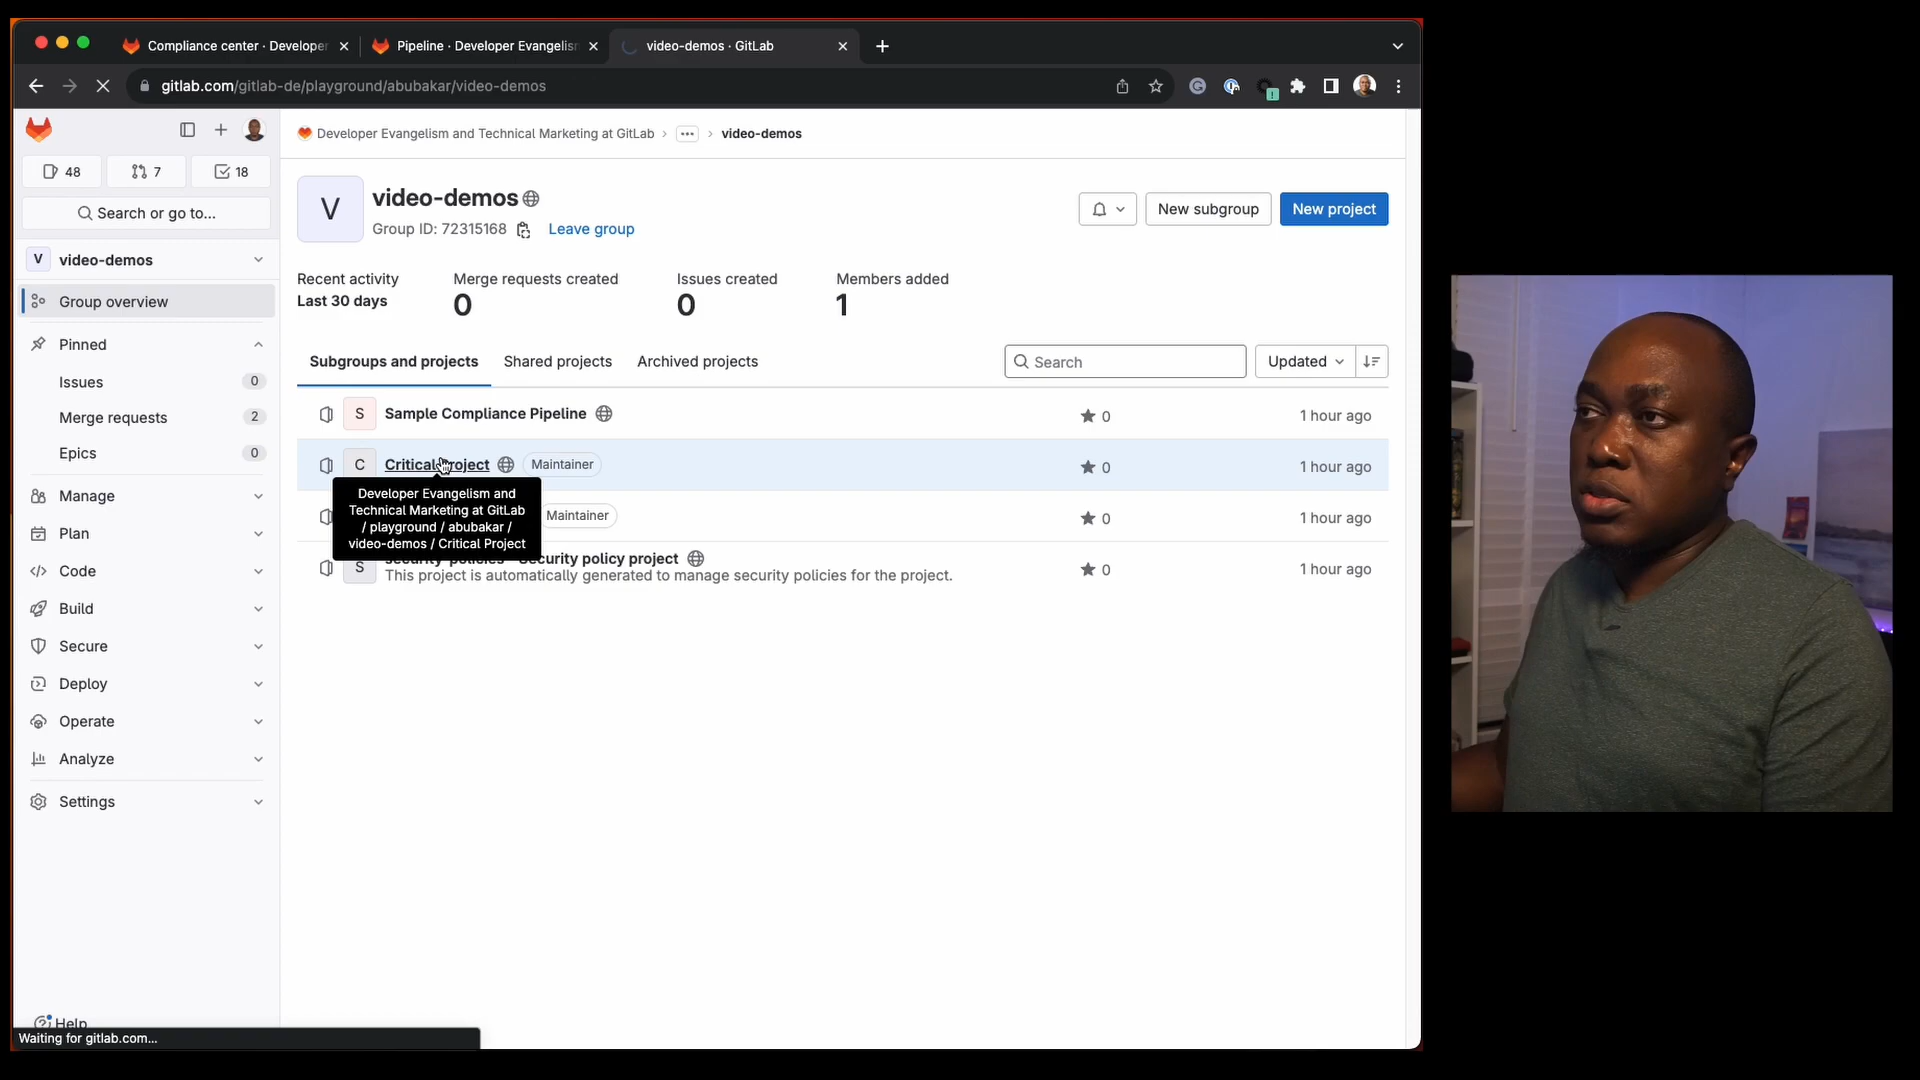 Compliance center · Developer
Pipeline · Developer Evangelism
video-demos · GitLab
gitlab.com/gitlab-de/playground/abubakar/video-demos
48
7
18
Search or go to...
V
video-demos
Group overview
Pinned
Issues
0
Merge requests
2
Epics
0
Manage
Plan
Code
Build
Secure
Deploy
Operate
Analyze
Settings
Help
Waiting for gitlab.com...
Developer Evangelism and Technical Marketing at GitLab
video-demos
V
video-demos
Group ID: 72315168
Leave group
New subgroup
New project
Recent activity
Last 30 days
Merge requests created
0
Issues created
0
Members added
1
Subgroups and projects
Shared projects
Archived projects
Search
Updated
S
Sample Compliance Pipeline
0
1 hour ago
C
Critical Project
Maintainer
0
1 hour ago
Developer Evangelism and
Technical Marketing at GitLab
/ playground / abubakar /
video-demos / Critical Project
Maintainer
0
1 hour ago
S
security-policies - Security policy project
This project is automatically generated to manage security policies for the project.
0
1 hour ago